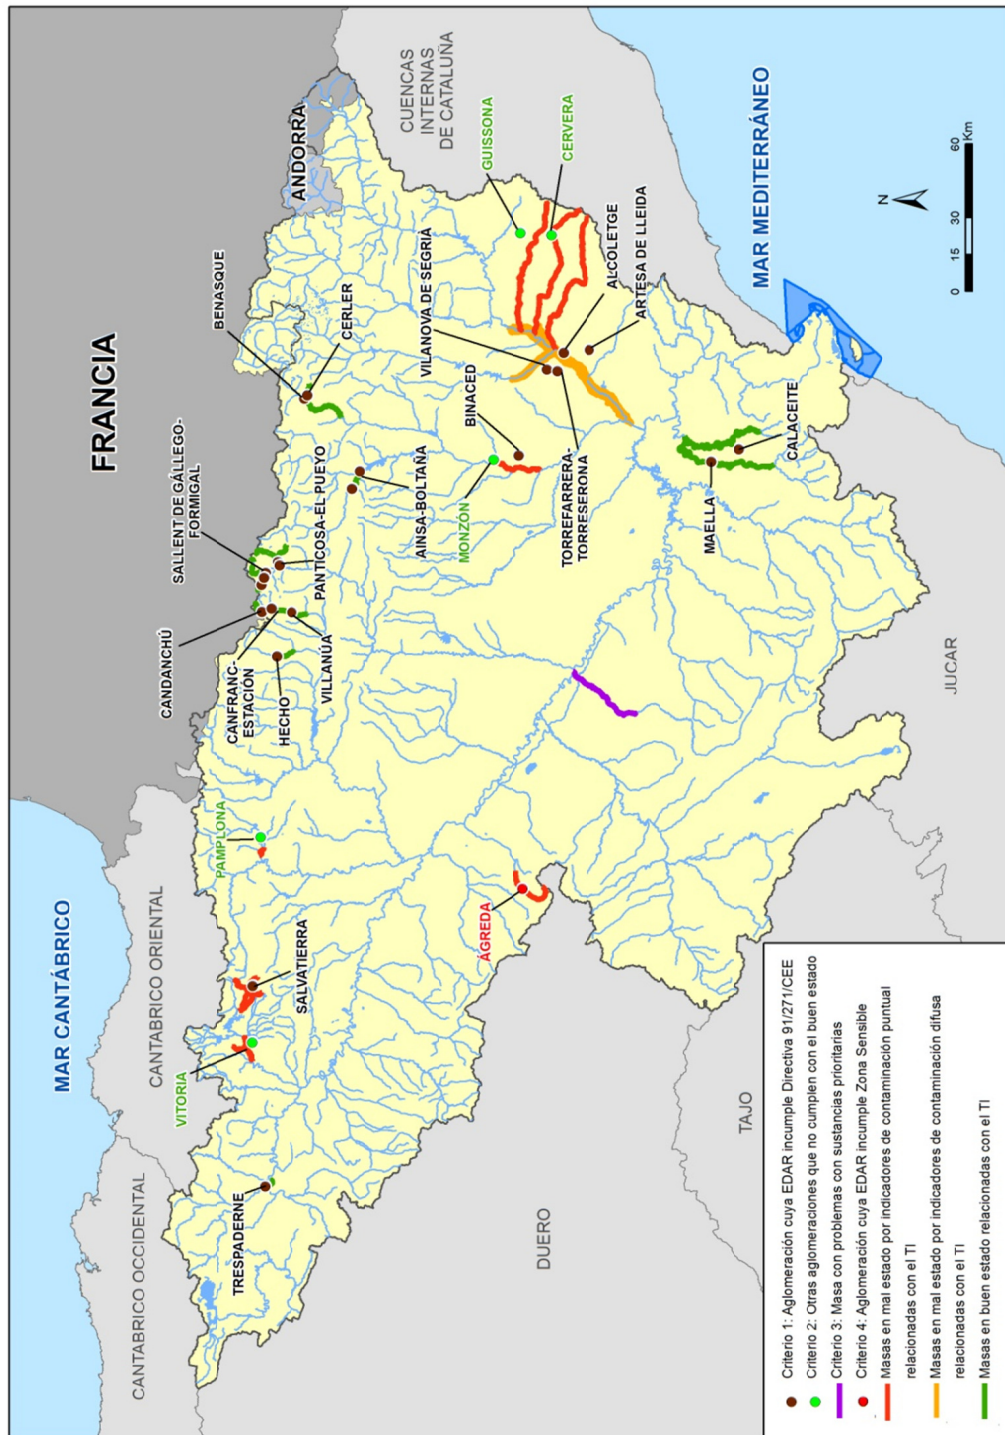 MAR CANTÁBRICO
FRANCIA
ANDORRA
CANTABRICO OCCIDENTAL
CANTABRICO ORIENTAL
CUENCAS
INTERNAS
DE CATALUÑA
MAR MEDITERRÁNEO
DUERO
TAJO
JUCAR
TRESPADERNE
VITORIA
SALVATIERRA
PAMPLONA
ÁGREDA
CANDANCHÚ
CANFRANC-
ESTACIÓN
HECHO
VILLANÚA
SALLENT DE GÁLLEGO-
FORMIGAL
PANTICOSA-EL PUEYO
AINSA-BOLTAÑA
BENASQUE
CERLER
MONZÓN
BINACED
VILANOVA DE SEGRIÀ
TORREFARRERA-
TORRESERONA
GUISSONA
CERVERA
ALCOLETGE
ARTESA DE LLEIDA
MAELLA
CALACEITE
N
0 15 30 60
Km
Criterio 1: Aglomeración cuya EDAR incumple Directiva 91/271/CEE
Criterio 2: Otras aglomeraciones que no cumplen con el buen estado
Criterio 3: Masa con problemas con sustancias prioritarias
Criterio 4: Aglomeración cuya EDAR incumple Zona Sensible
Masas en mal estado por indicadores de contaminación puntual
relacionadas con el TI
Masas en mal estado por indicadores de contaminación difusa
relacionadas con el TI
Masas en buen estado relacionadas con el TI